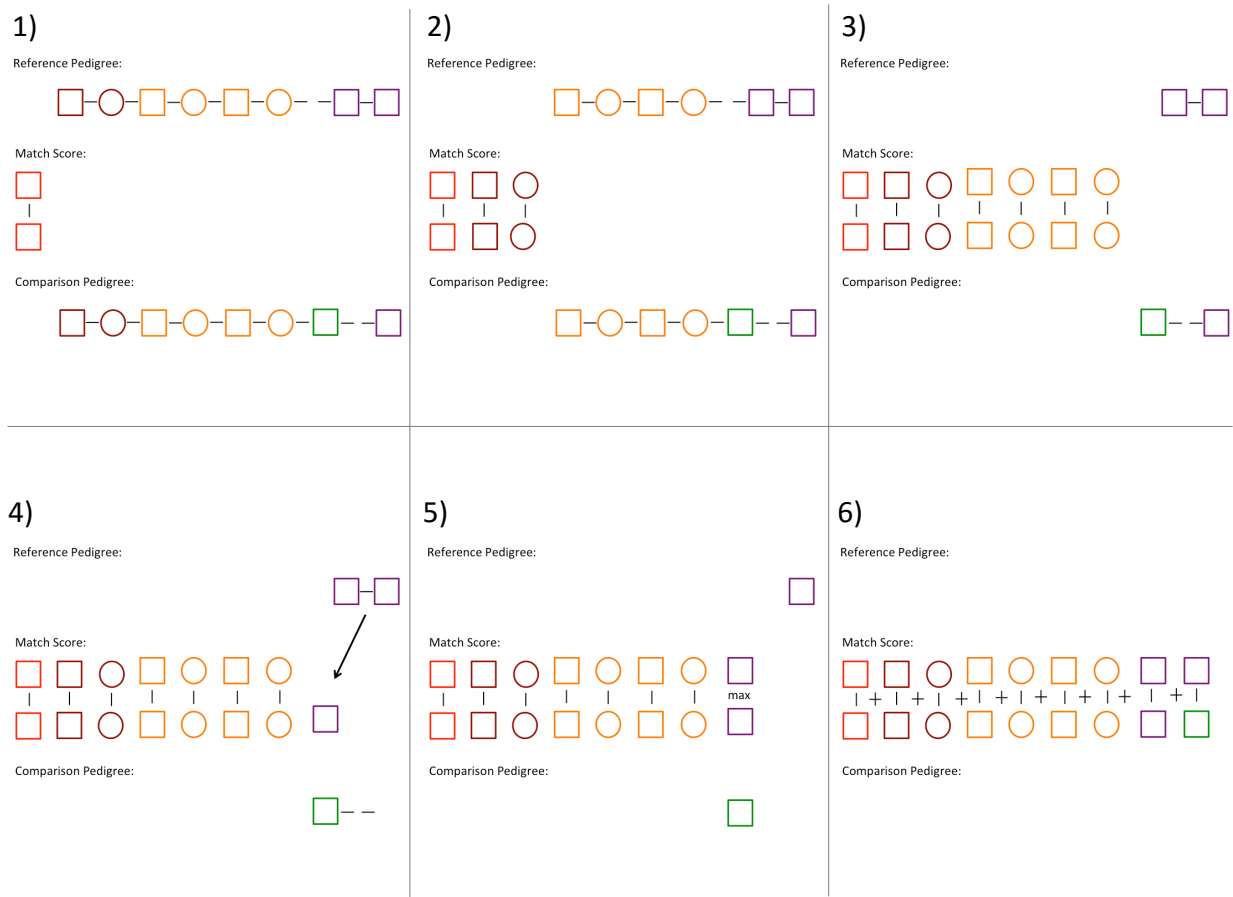 1)
Reference Pedigree:
Match Score:
Comparison Pedigree:
2)
Reference Pedigree:
Match Score:
Comparison Pedigree:
3)
Reference Pedigree:
Match Score:
Comparison Pedigree:
4)
Reference Pedigree:
Match Score:
Comparison Pedigree:
5)
Reference Pedigree:
Match Score:
max
Comparison Pedigree:
6)
Reference Pedigree:
Match Score:
Comparison Pedigree: